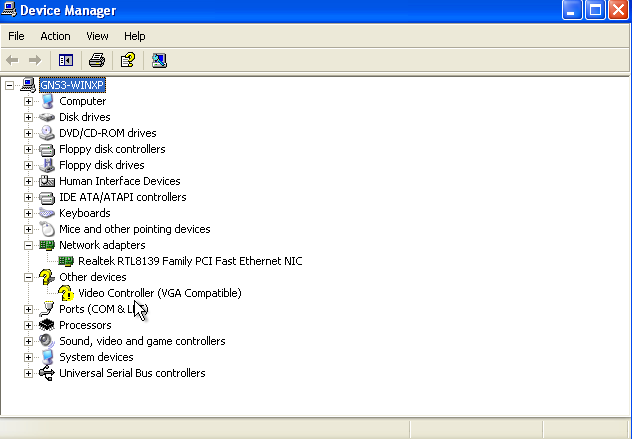 Device Manager
File Action View Help
GNS3-WINXP
Computer
Disk drives
DVD/CD-ROM drives
Floppy disk controllers
Floppy disk drives
Human Interface Devices
IDE ATA/ATAPI controllers
Keyboards
Mice and other pointing devices
Network adapters
Realtek RTL8139 Family PCI Fast Ethernet NIC
Other devices
Video Controller (VGA Compatible)
Ports (COM &
Processors
Sound, video and game controllers
System devices
Universal Serial Bus controllers